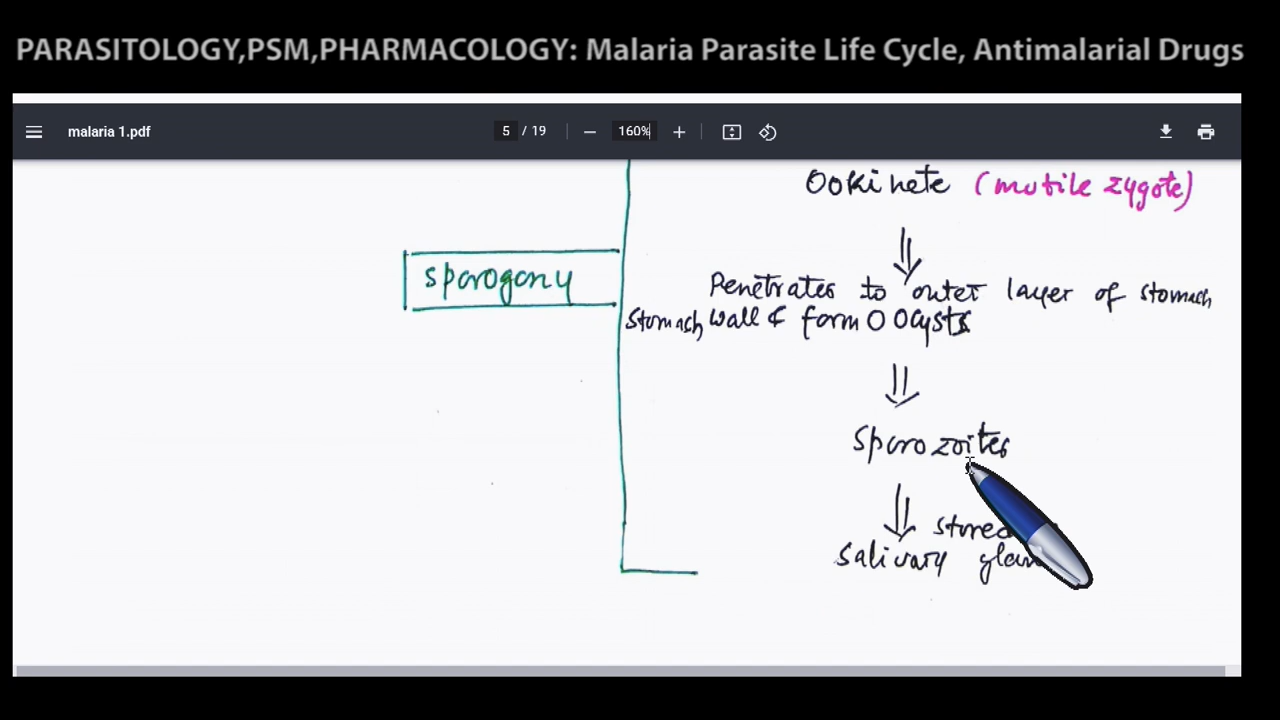 PARASITOLOGY,PSM,PHARMACOLOGY: Malaria Parasite Life Cycle, Antimalarial Drugs
malaria 1.pdf 5 / 19 160%
Ookinete (motile zygote)
Sporogony
Penetrates to outer layer of stomach
stomach wall & form Oocysts
Sporozoites
stored
salivary